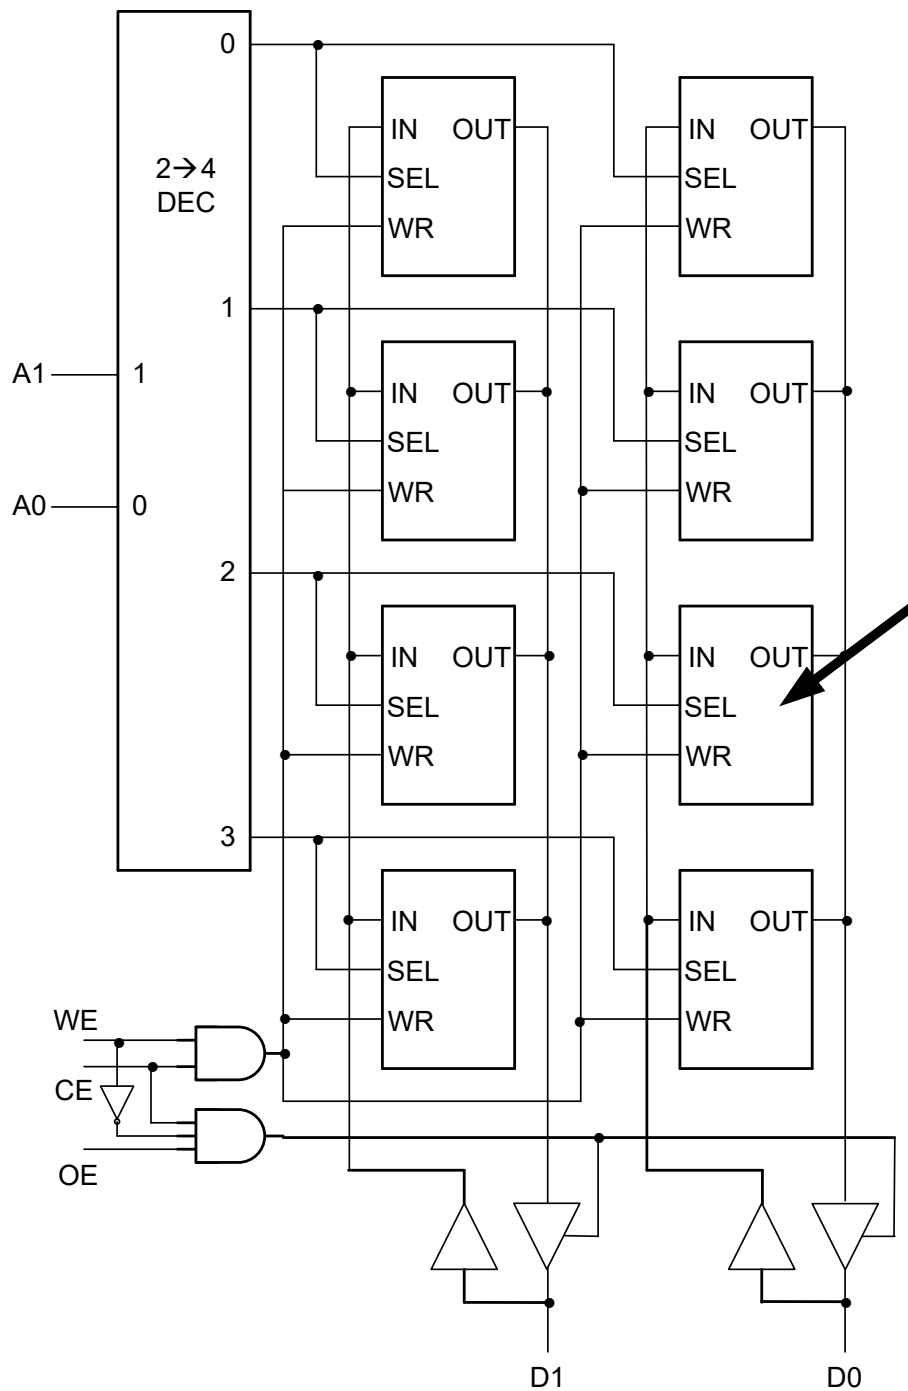 0
IN OUT
IN OUT
2→4
SEL
SEL
DEC
WR
WR
1
A1
1
IN OUT
IN OUT
SEL
SEL
A0
0
WR
WR
2
IN OUT
IN OUT
SEL
SEL
WR
WR
3
IN OUT
IN OUT
SEL
SEL
WR
WR
WE
CE
OE
D1
D0